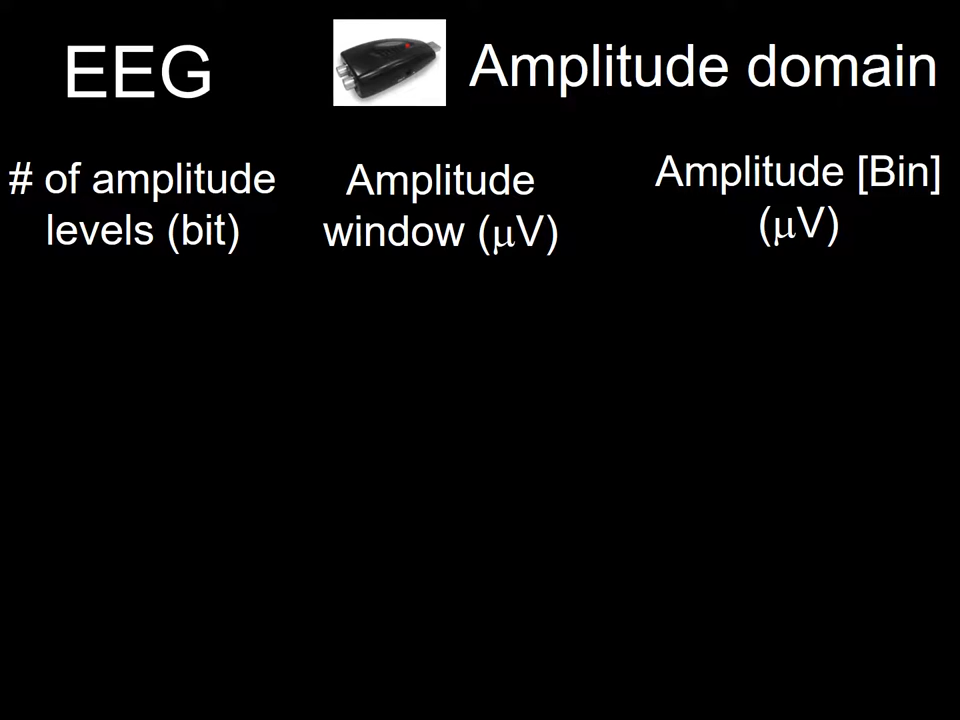 EEG
Amplitude domain
# of amplitude
levels (bit)
Amplitude
window (μV)
Amplitude [Bin]
(μV)